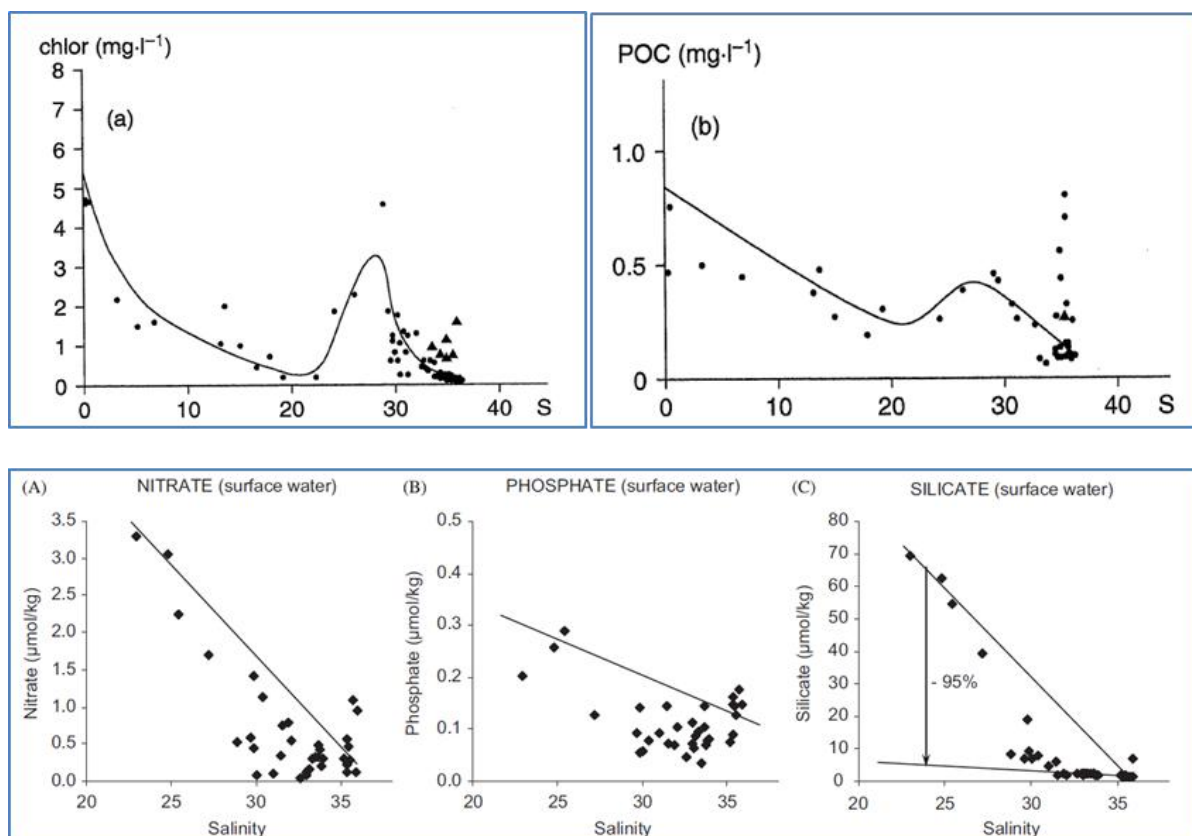 chlor (mg·l⁻¹)
8
7
6
5
4
3
2
1
0
(a)
0 10 20 30 40 S
POC (mg·l⁻¹)
1.0
0.5
0
(b)
0 10 20 30 40 S
(A) NITRATE (surface water)
3.5
3.0
2.5
2.0
1.5
1.0
0.5
0.0
Nitrate (µmol/kg)
20 25 30 35
Salinity
(B) PHOSPHATE (surface water)
0.5
0.4
0.3
0.2
0.1
0.0
Phosphate (µmol/kg)
20 25 30 35
Salinity
(C) SILICATE (surface water)
80
70
60
50
40
30
20
10
0
Silicate (µmol/kg)
- 95%
20 25 30 35
Salinity